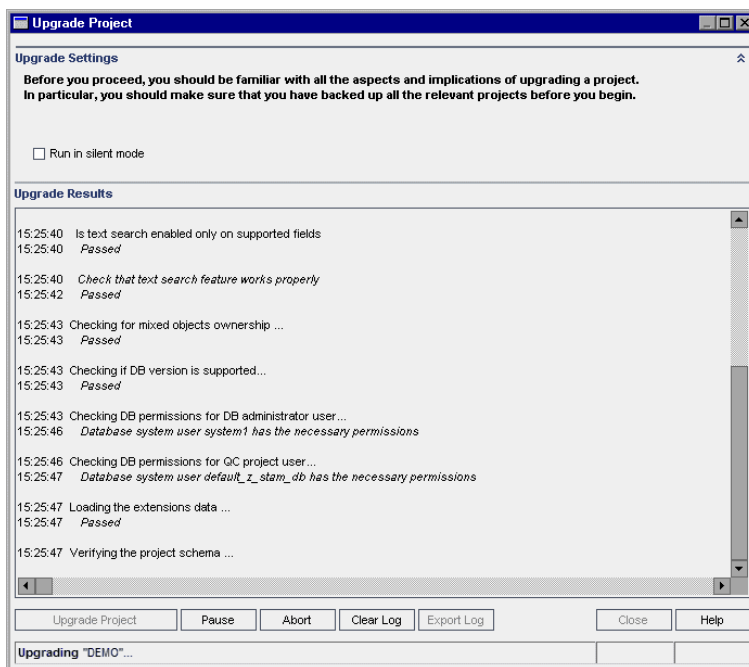 Upgrade Project
Upgrade Settings
Before you proceed, you should be familiar with all the aspects and implications of upgrading a project.
In particular, you should make sure that you have backed up all the relevant projects before you begin.
Run in silent mode
Upgrade Results
15:25:40 Is text search enabled only on supported fields
15:25:40 Passed
15:25:40 Check that text search feature works properly
15:25:42 Passed
15:25:43 Checking for mixed objects ownership ...
15:25:43 Passed
15:25:43 Checking if DB version is supported...
15:25:43 Passed
15:25:43 Checking DB permissions for DB administrator user...
15:25:46 Database system user system1 has the necessary permissions
15:25:46 Checking DB permissions for QC project user...
15:25:47 Database system user default_z_stam_db has the necessary permissions
15:25:47 Loading the extensions data ...
15:25:47 Passed
15:25:47 Verifying the project schema ...
Upgrade Project Pause Abort Clear Log Export Log Close Help
Upgrading "DEMO"...